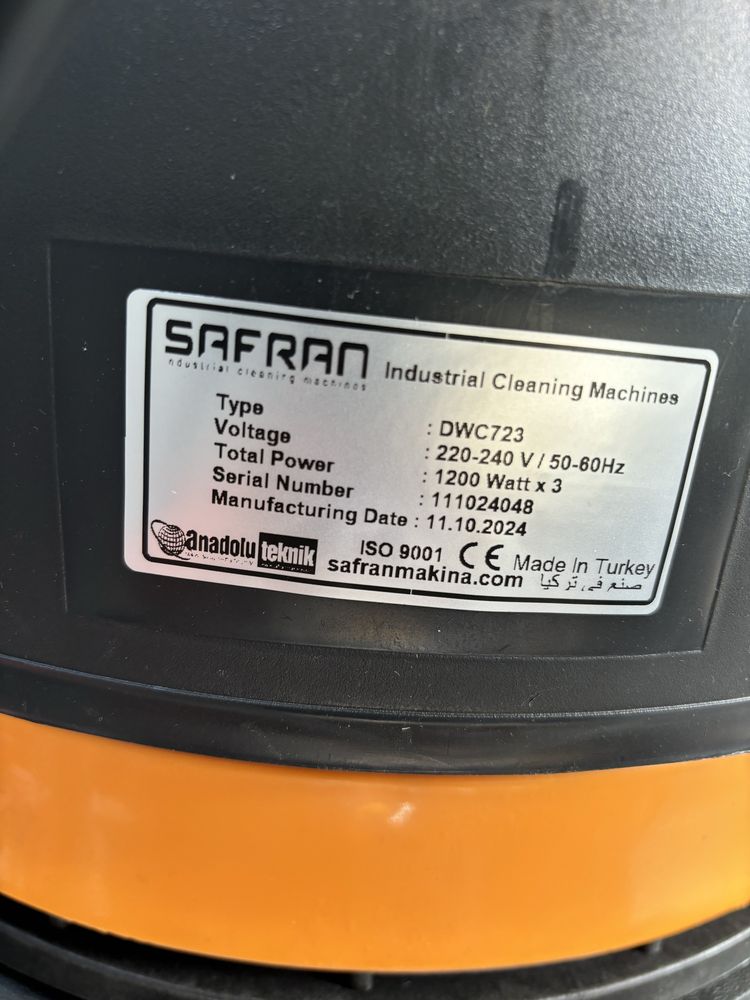 SAFRAN
ndustrial cleaning machines
Industrial Cleaning Machines
Type : DWC723
Voltage : 220-240 V / 50-60Hz
Total Power : 1200 Watt x 3
Serial Number : 111024048
Manufacturing Date : 11.10.2024
anadolu teknik
ISO 9001 CE Made In Turkey
safranmakina.com صنع في تركيا